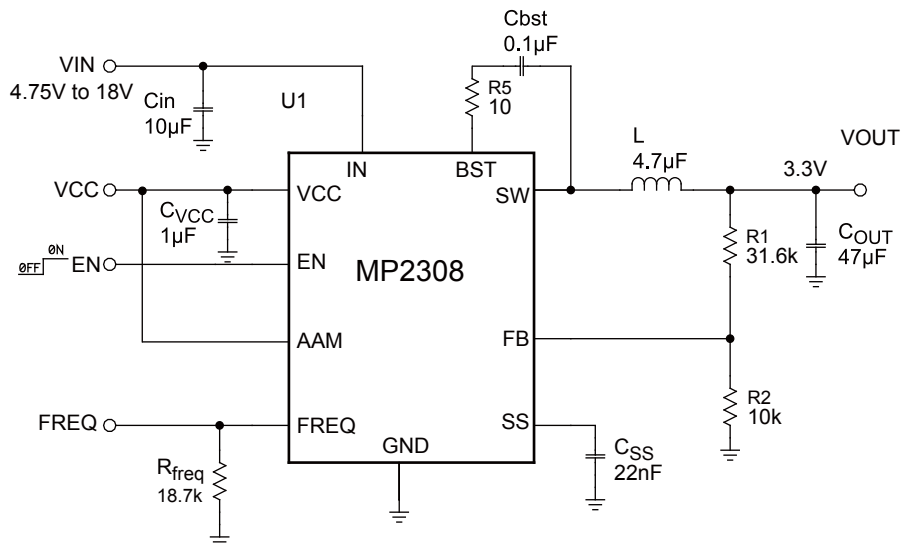 VIN
4.75V to 18V
Cin
10µF
U1
Cbst
0.1µF
R5
10
IN
BST
L
4.7µF
VOUT
3.3V
VCC
VCC
SW
CVCC
1µF
R1
31.6k
COUT
47µF
OFF
ON
EN
EN
MP2308
AAM
FB
R2
10k
FREQ
FREQ
SS
GND
CSS
22nF
Rfreq
18.7k